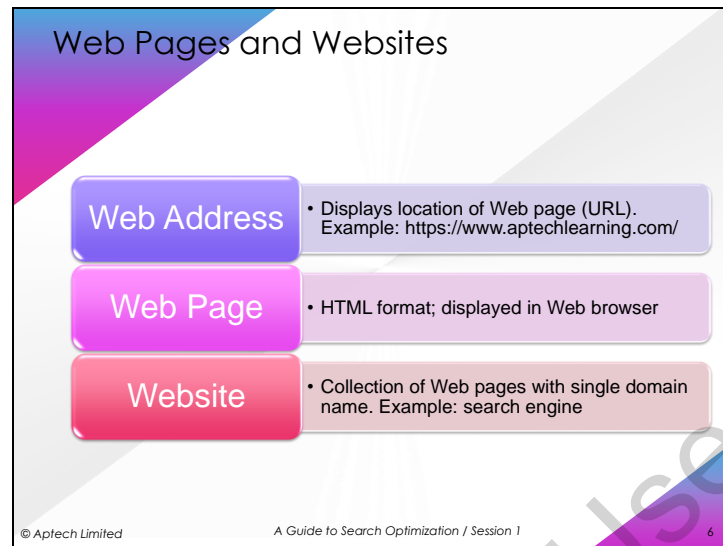 Web Pages and Websites
Web Address
• Displays location of Web page (URL).
Example: https://www.aptechlearning.com/
Web Page
• HTML format; displayed in Web browser
Website
• Collection of Web pages with single domain
name. Example: search engine
© Aptech Limited
A Guide to Search Optimization / Session 1
6
Use